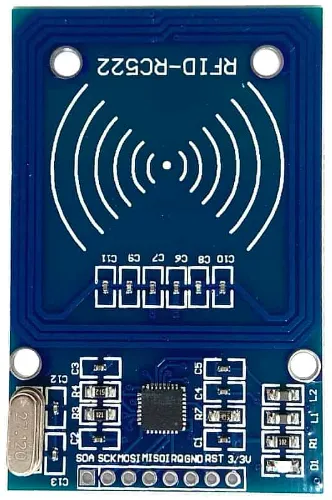 RFID-RC522
C11 C9 C7 C6 C8 C10
C3 C5
C12 R4 C4 L2
R3 R2 L1
C2 C1 R1
C13 D1
SDA SCK MOSI MISO IRQ GND RST 3/3V